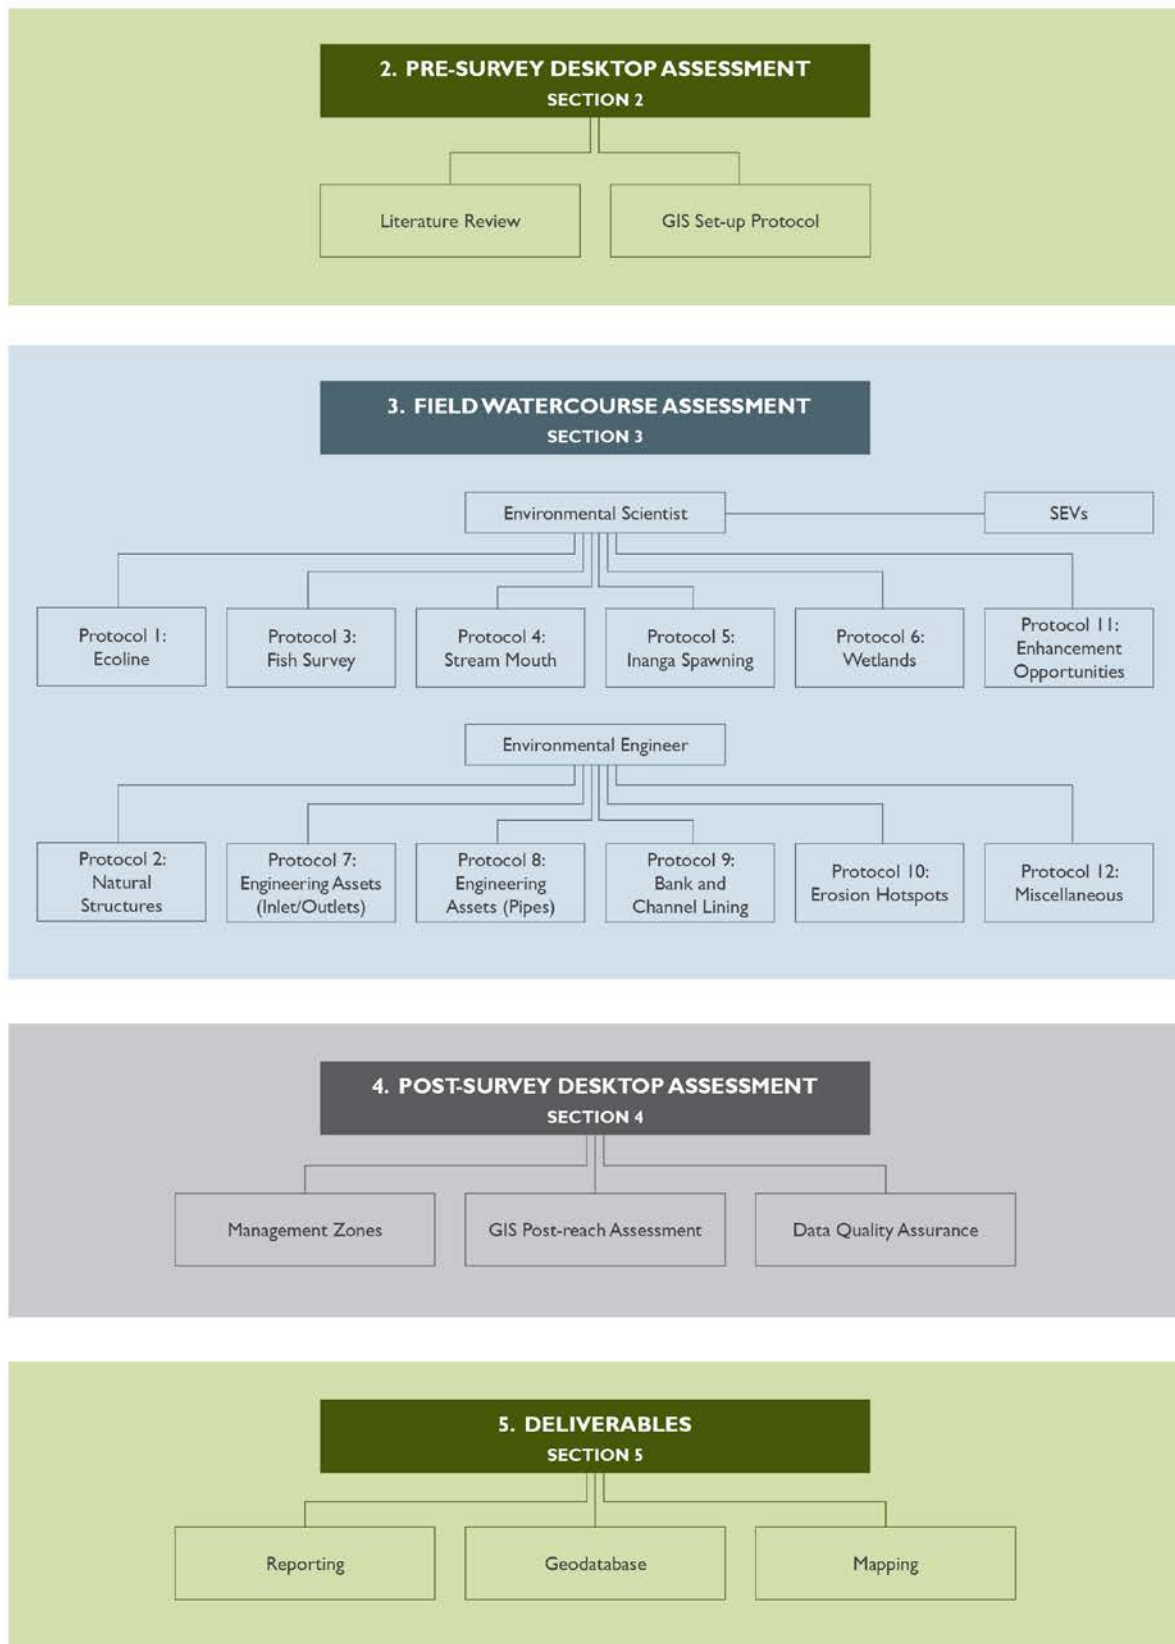 2. PRE-SURVEY DESKTOP ASSESSMENT
SECTION 2
Literature Review
GIS Set-up Protocol
3. FIELD WATERCOURSE ASSESSMENT
SECTION 3
Environmental Scientist
SEVs
Protocol 1:
Ecoline
Protocol 3:
Fish Survey
Protocol 4:
Stream Mouth
Protocol 5:
Inanga Spawning
Protocol 6:
Wetlands
Protocol 11:
Enhancement
Opportunities
Environmental Engineer
Protocol 2:
Natural
Structures
Protocol 7:
Engineering Assets
(Inlet/Outlets)
Protocol 8:
Engineering
Assets (Pipes)
Protocol 9:
Bank and
Channel Lining
Protocol 10:
Erosion Hotspots
Protocol 12:
Miscellaneous
4. POST-SURVEY DESKTOP ASSESSMENT
SECTION 4
Management Zones
GIS Post-reach Assessment
Data Quality Assurance
5. DELIVERABLES
SECTION 5
Reporting
Geodatabase
Mapping